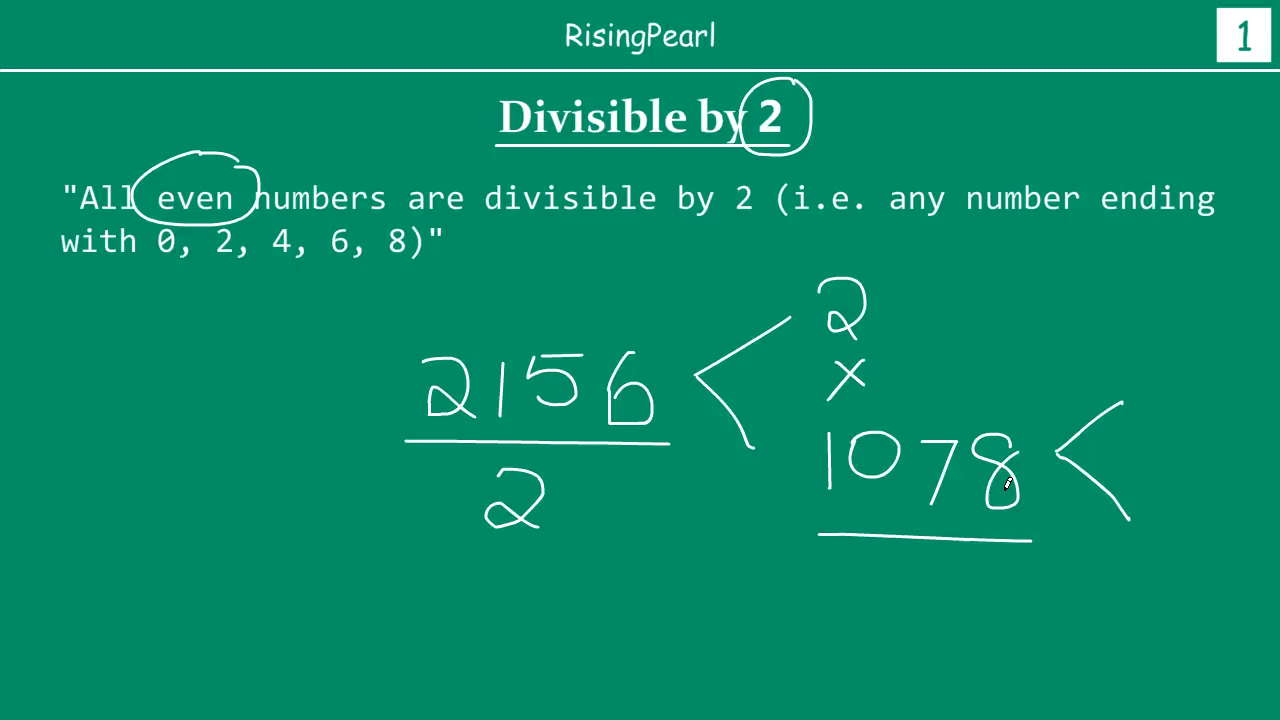 RisingPearl
1
Divisible by 2
"All even numbers are divisible by 2 (i.e. any number ending
with 0, 2, 4, 6, 8)"
2
2156
x
1078
2